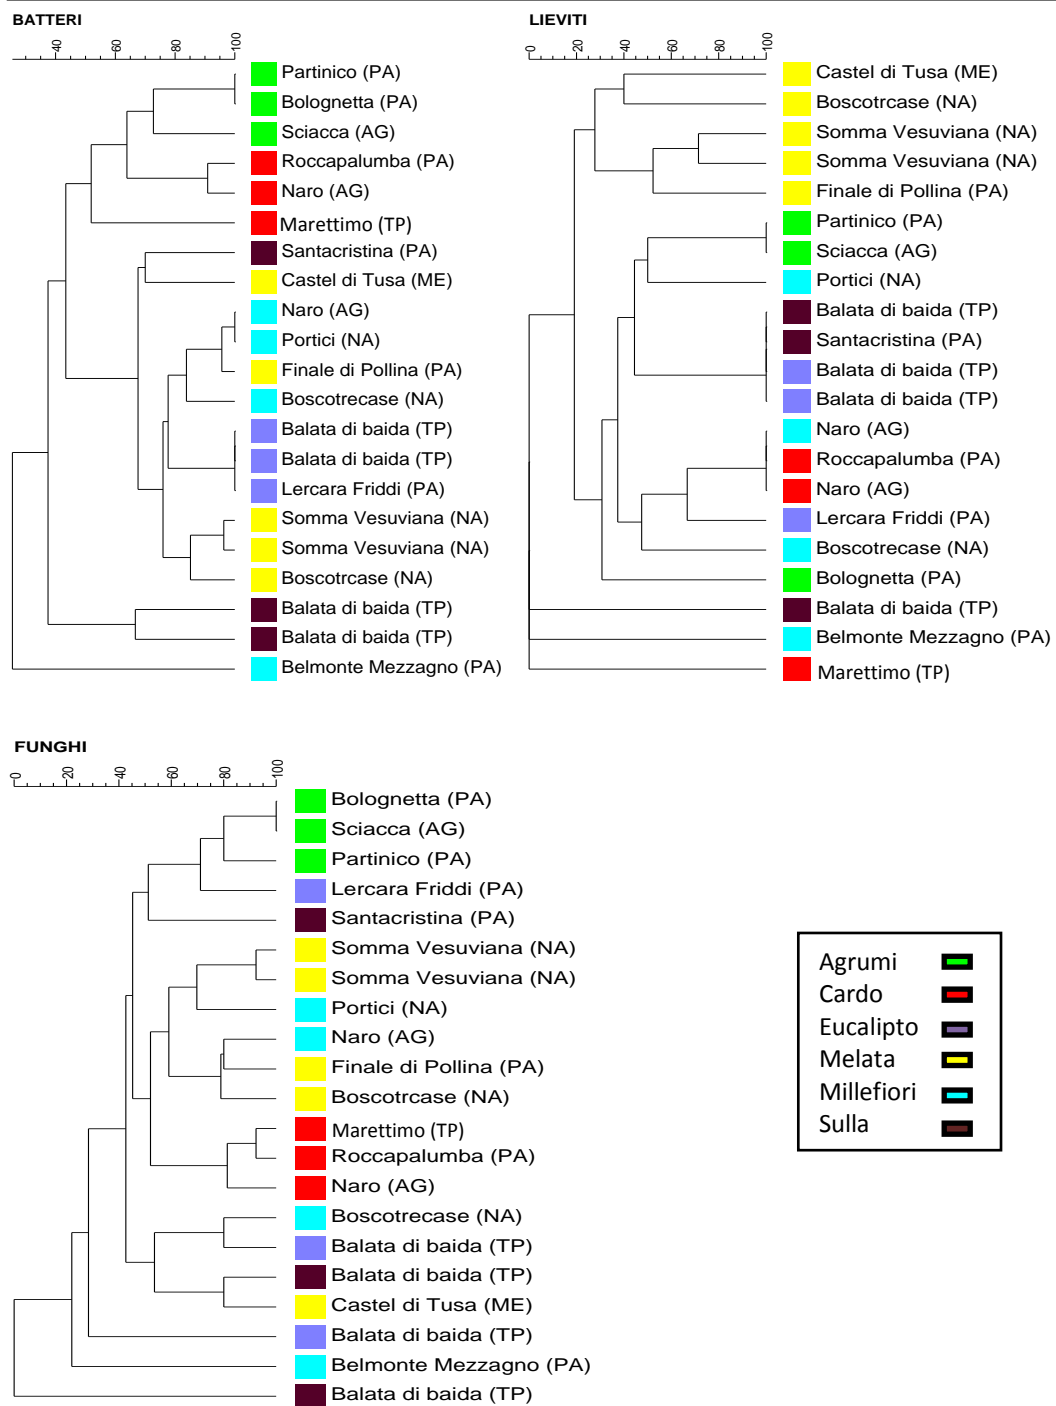 BATTERI
40 60 80 100
Partinico (PA)
Bolognetta (PA)
Sciacca (AG)
Roccapalumba (PA)
Naro (AG)
Marettimo (TP)
Santacristina (PA)
Castel di Tusa (ME)
Naro (AG)
Portici (NA)
Finale di Pollina (PA)
Boscotrecase (NA)
Balata di baida (TP)
Balata di baida (TP)
Lercara Friddi (PA)
Somma Vesuviana (NA)
Somma Vesuviana (NA)
Boscotrcase (NA)
Balata di baida (TP)
Balata di baida (TP)
Belmonte Mezzagno (PA)
LIEVITI
0 20 40 60 80 100
Castel di Tusa (ME)
Boscotrcase (NA)
Somma Vesuviana (NA)
Somma Vesuviana (NA)
Finale di Pollina (PA)
Partinico (PA)
Sciacca (AG)
Portici (NA)
Balata di baida (TP)
Santacristina (PA)
Balata di baida (TP)
Balata di baida (TP)
Naro (AG)
Roccapalumba (PA)
Naro (AG)
Lercara Friddi (PA)
Boscotrecase (NA)
Bolognetta (PA)
Balata di baida (TP)
Belmonte Mezzagno (PA)
Marettimo (TP)
FUNGHI
0 20 40 60 80 100
Bolognetta (PA)
Sciacca (AG)
Partinico (PA)
Lercara Friddi (PA)
Santacristina (PA)
Somma Vesuviana (NA)
Somma Vesuviana (NA)
Portici (NA)
Naro (AG)
Finale di Pollina (PA)
Boscotrcase (NA)
Marettimo (TP)
Roccapalumba (PA)
Naro (AG)
Boscotrecase (NA)
Balata di baida (TP)
Balata di baida (TP)
Castel di Tusa (ME)
Balata di baida (TP)
Belmonte Mezzagno (PA)
Balata di baida (TP)
Agrumi
Cardo
Eucalipto
Melata
Millefiori
Sulla